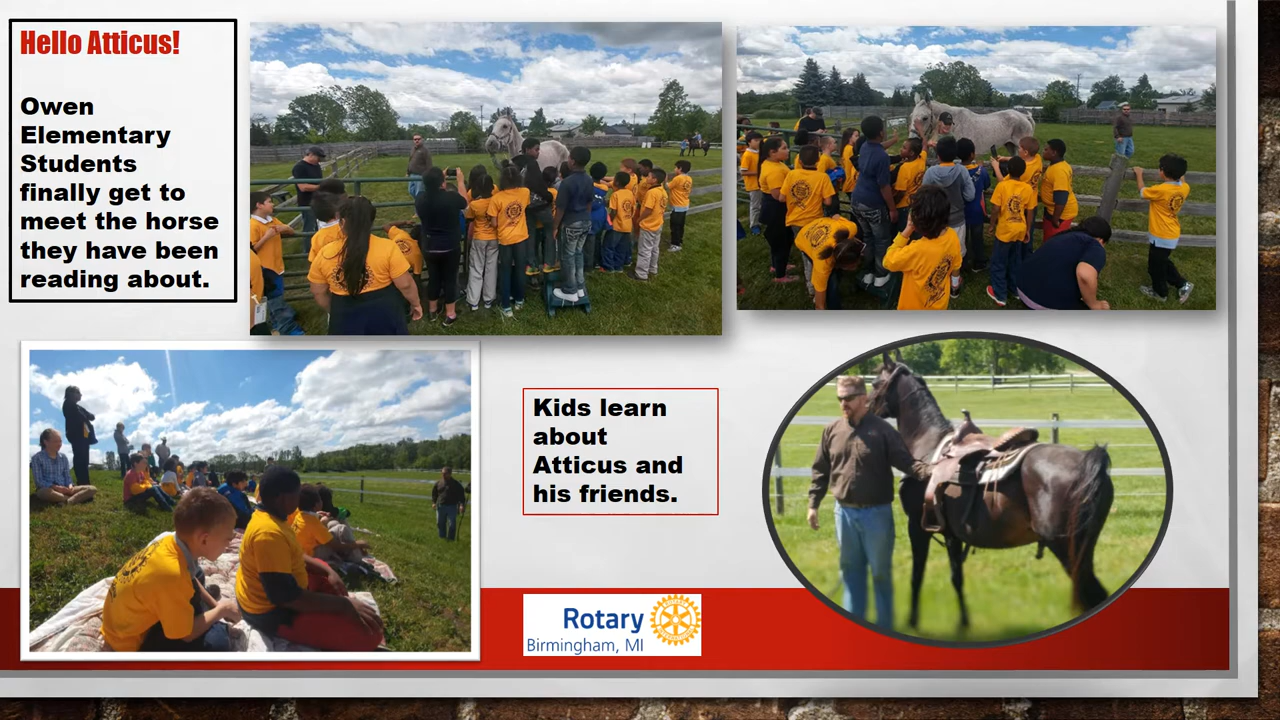 Hello Atticus!
Owen
Elementary
Students
finally get to
meet the horse
they have been
reading about.
Kids learn
about
Atticus and
his friends.
Rotary
Birmingham, MI